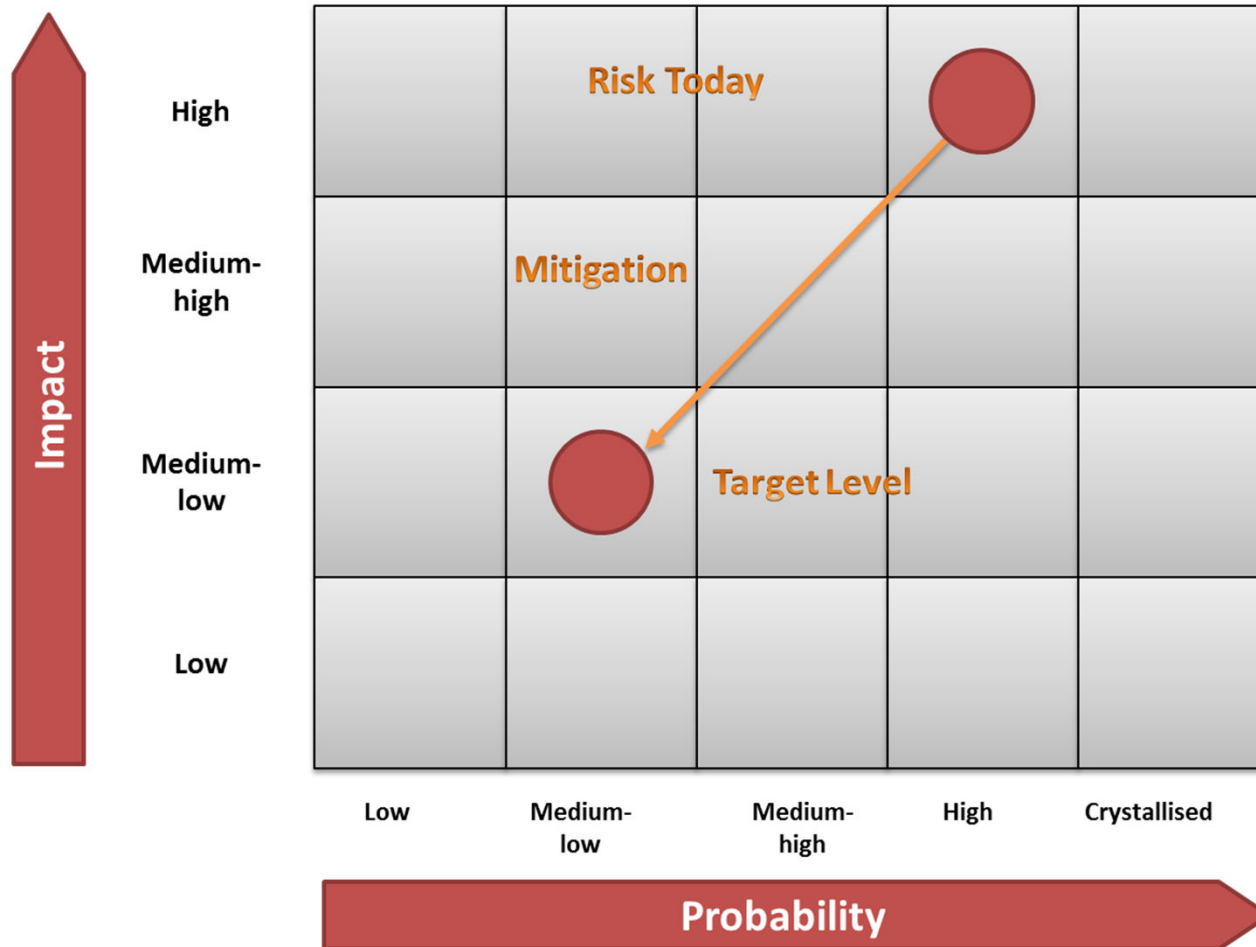 Risk Today
High
Medium-
high
Mitigation
Impact
Medium-
low
Target Level
Low
Low
Medium-
low
Medium-
high
High
Crystallised
Probability